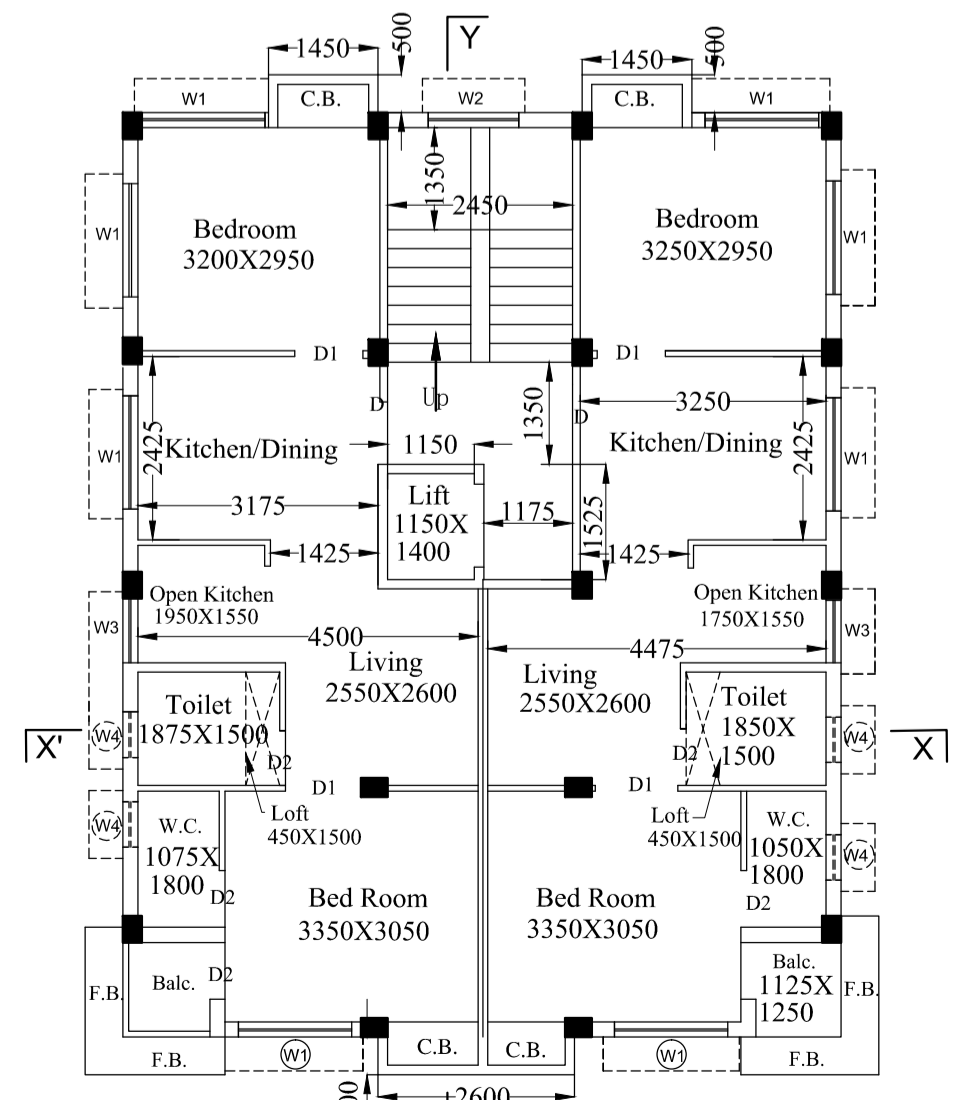 Y
1450
500
1450
500
W1
C.B.
W2
C.B.
W1
1350
2450
W1
Bedroom
3200X2950
Bedroom
3250X2950
W1
D1
D1
D
Up
1350
D
3250
W1
2425
Kitchen/Dining
1150
Kitchen/Dining
2425
W1
3175
Lift
1150X
1400
1175
1525
1425
1425
Open Kitchen
1950X1550
Open Kitchen
1750X1550
W3
4500
4475
W3
Living
2550X2600
Living
2550X2600
Toilet
1875X1500
Toilet
1850X
1500
X'
W4
D2
D2
W4
X
D1
D1
Loft
450X1500
Loft
450X1500
W4
W.C.
1075X
1800
W.C.
1050X
1800
W4
D2
D2
Bed Room
3350X3050
Bed Room
3350X3050
D2
F.B.
Balc.
Balc.
1125X
1250
F.B.
F.B.
W1
C.B.
C.B.
W1
F.B.
2600